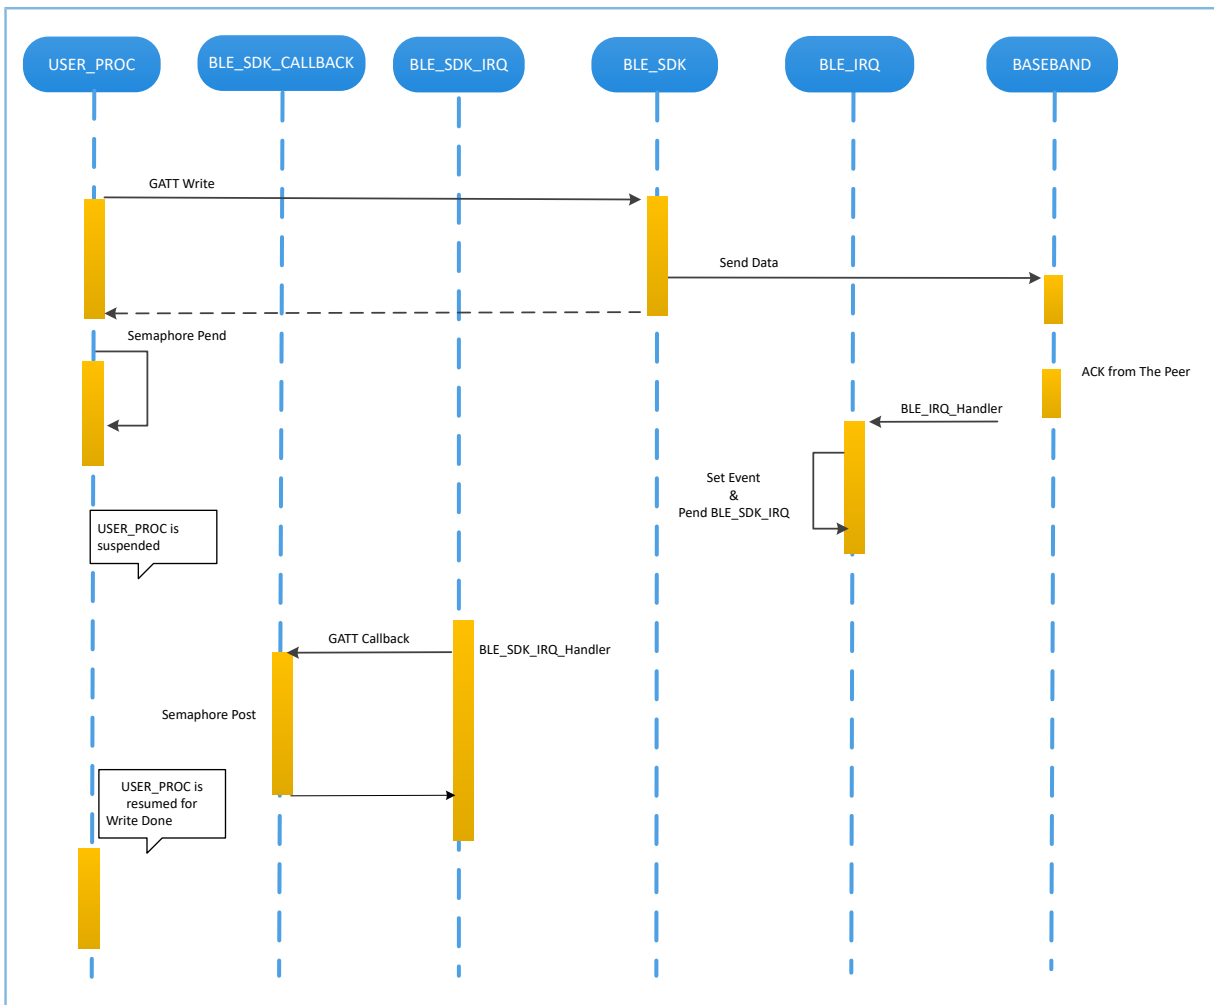 USER_PROC
BLE_SDK_CALLBACK
BLE_SDK_IRQ
BLE_SDK
BLE_IRQ
BASEBAND
GATT Write
Send Data
Semaphore Pend
ACK from The Peer
BLE_IRQ_Handler
Set Event
&
Pend BLE_SDK_IRQ
USER_PROC is
suspended
GATT Callback
BLE_SDK_IRQ_Handler
Semaphore Post
USER_PROC is
resumed for
Write Done